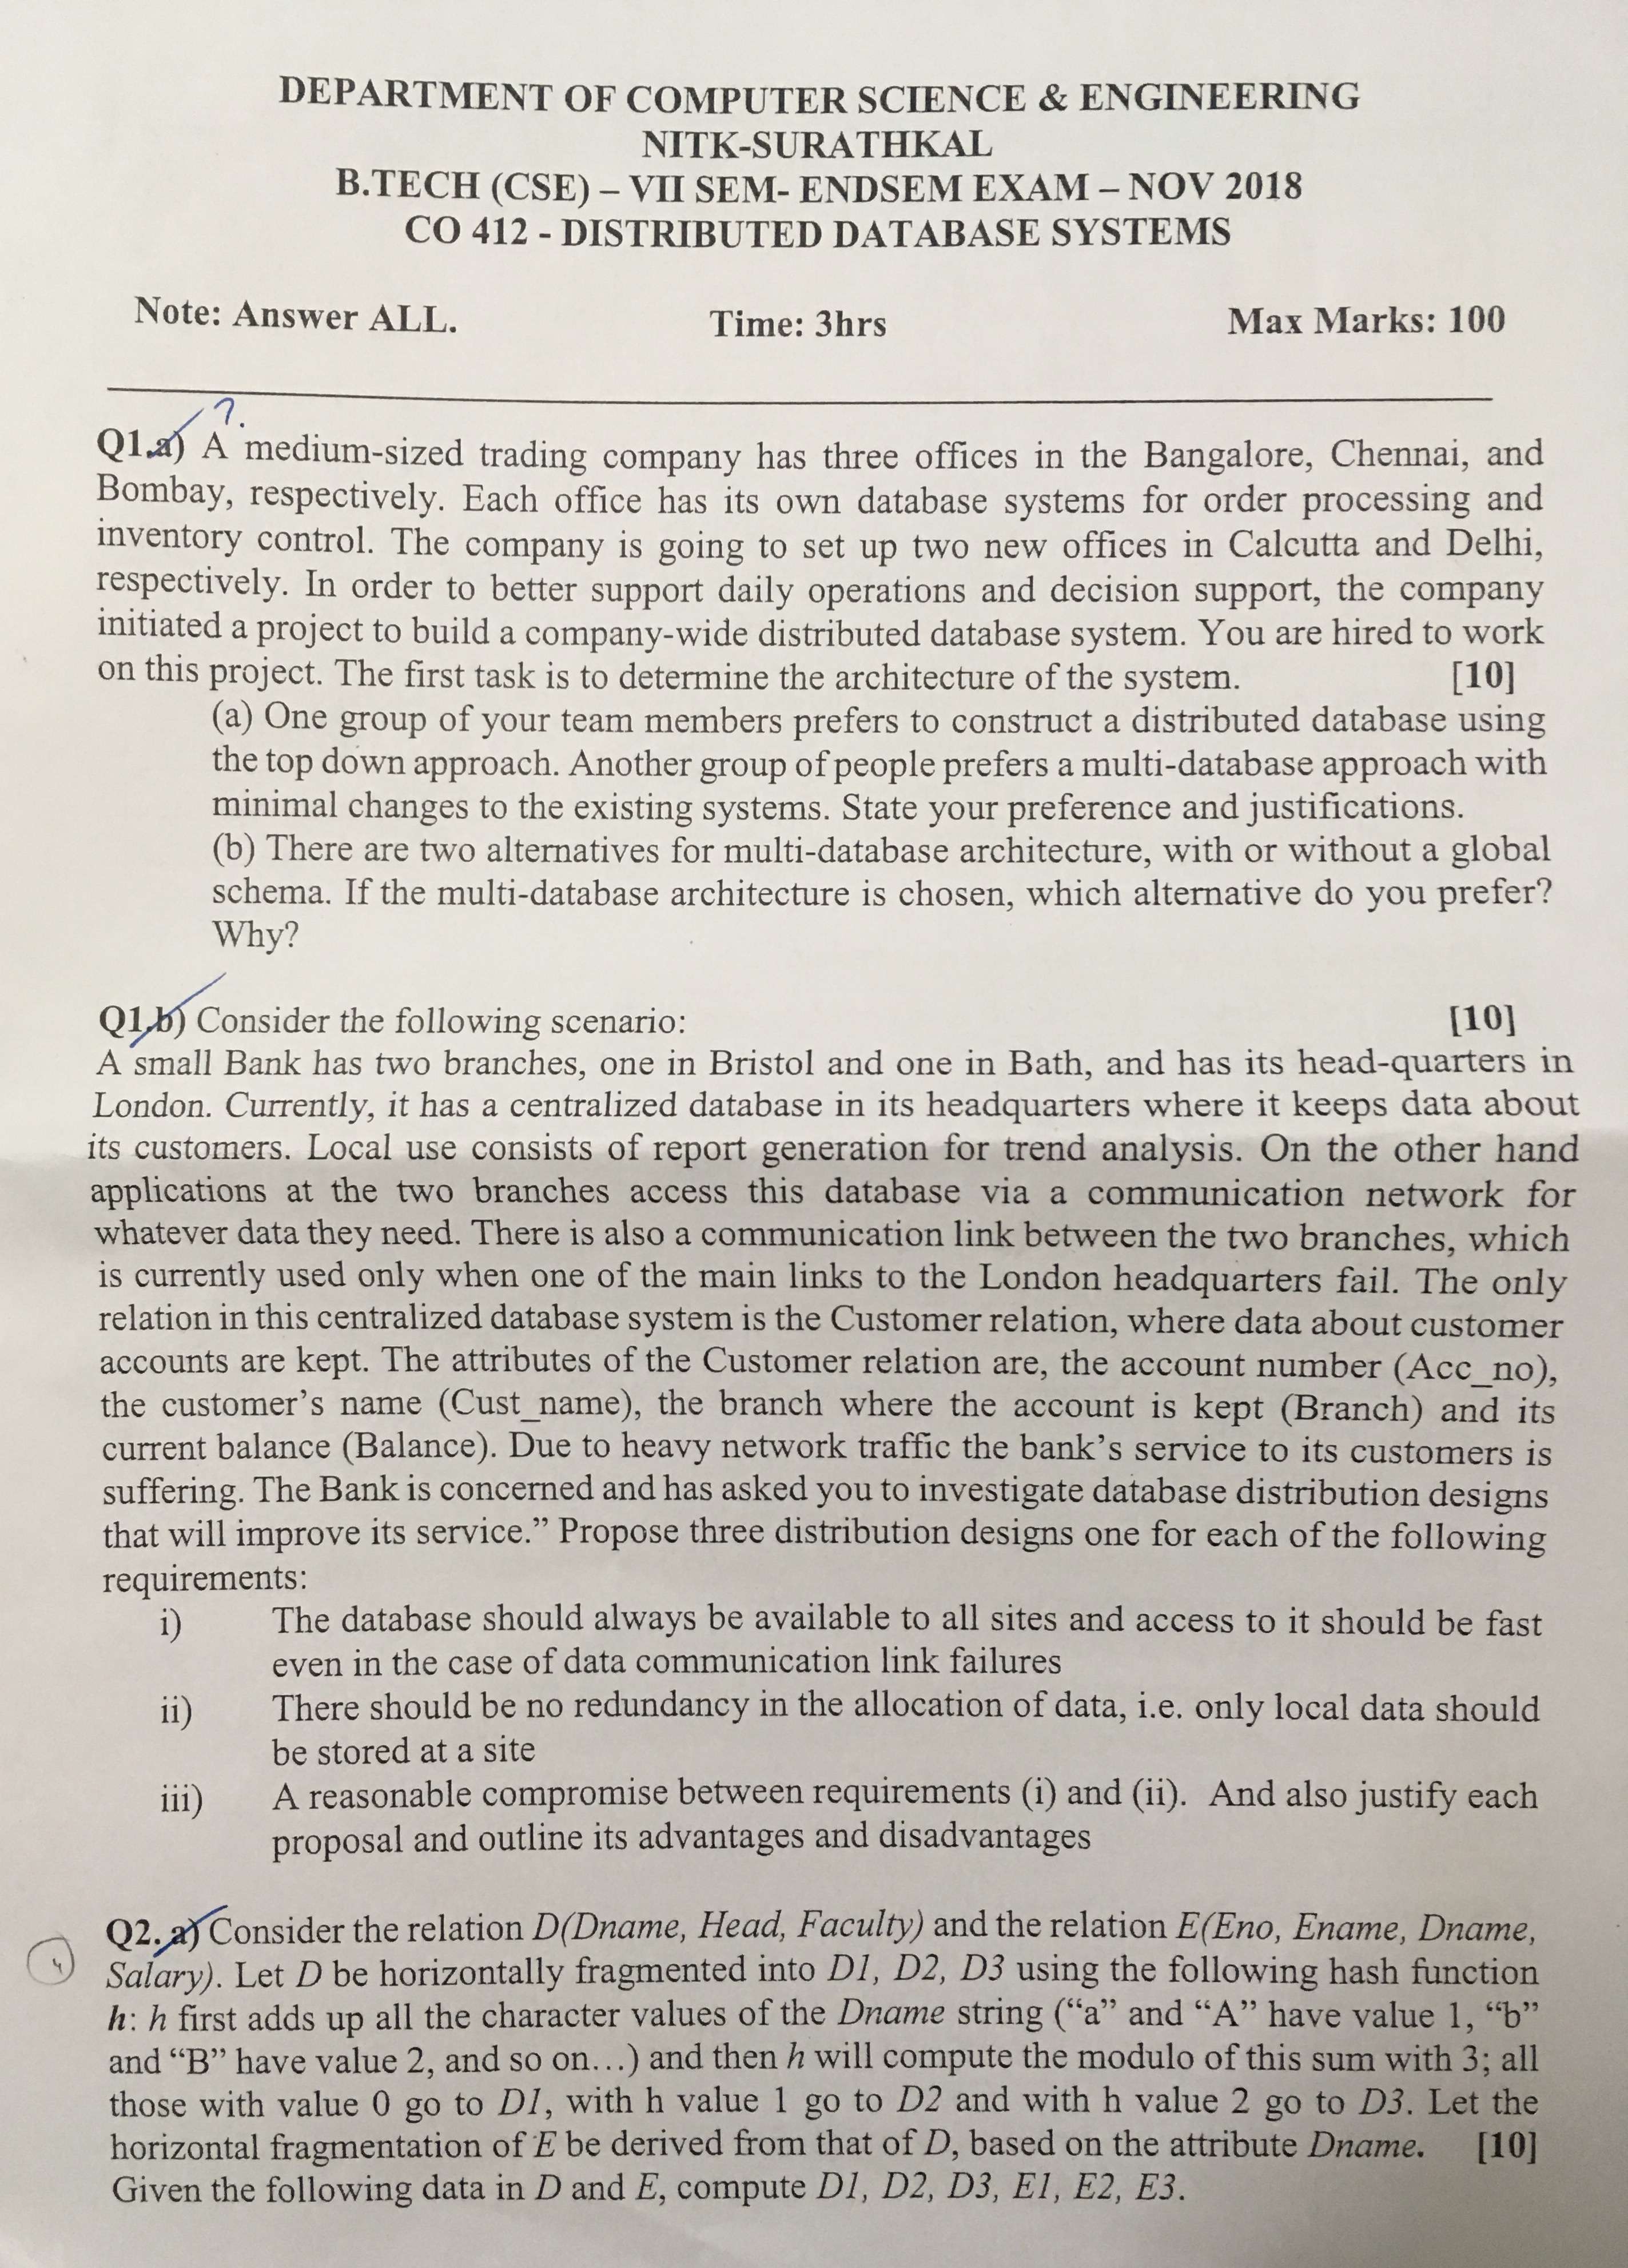 DEPARTMENT OF COMPUTER SCIENCE & ENGINEERING
NITK-SURATHKAL
B.TECH (CSE) – VII SEM- ENDSEM EXAM – NOV 2018
CO 412 - DISTRIBUTED DATABASE SYSTEMS
Note: Answer ALL. Time: 3hrs Max Marks: 100
?
Q1.a) A medium-sized trading company has three offices in the Bangalore, Chennai, and
Bombay, respectively. Each office has its own database systems for order processing and
inventory control. The company is going to set up two new offices in Calcutta and Delhi,
respectively. In order to better support daily operations and decision support, the company
initiated a project to build a company-wide distributed database system. You are hired to work
on this project. The first task is to determine the architecture of the system. [10]
(a) One group of your team members prefers to construct a distributed database using
the top down approach. Another group of people prefers a multi-database approach with
minimal changes to the existing systems. State your preference and justifications.
(b) There are two alternatives for multi-database architecture, with or without a global
schema. If the multi-database architecture is chosen, which alternative do you prefer?
Why?
Q1.b) Consider the following scenario: [10]
A small Bank has two branches, one in Bristol and one in Bath, and has its head-quarters in
London. Currently, it has a centralized database in its headquarters where it keeps data about
its customers. Local use consists of report generation for trend analysis. On the other hand
applications at the two branches access this database via a communication network for
whatever data they need. There is also a communication link between the two branches, which
is currently used only when one of the main links to the London headquarters fail. The only
relation in this centralized database system is the Customer relation, where data about customer
accounts are kept. The attributes of the Customer relation are, the account number (Acc_no),
the customer's name (Cust_name), the branch where the account is kept (Branch) and its
current balance (Balance). Due to heavy network traffic the bank's service to its customers is
suffering. The Bank is concerned and has asked you to investigate database distribution designs
that will improve its service.” Propose three distribution designs one for each of the following
requirements:
i) The database should always be available to all sites and access to it should be fast
even in the case of data communication link failures
ii) There should be no redundancy in the allocation of data, i.e. only local data should
be stored at a site
iii) A reasonable compromise between requirements (i) and (ii). And also justify each
proposal and outline its advantages and disadvantages
Q2. a) Consider the relation D(Dname, Head, Faculty) and the relation E(Eno, Ename, Dname,
Salary). Let D be horizontally fragmented into D1, D2, D3 using the following hash function
h: h first adds up all the character values of the Dname string (“a” and “A” have value 1, “b”
and “B” have value 2, and so on...) and then h will compute the modulo of this sum with 3; all
those with value 0 go to D1, with h value 1 go to D2 and with h value 2 go to D3. Let the
horizontal fragmentation of E be derived from that of D, based on the attribute Dname. [10]
Given the following data in D and E, compute D1, D2, D3, E1, E2, E3.